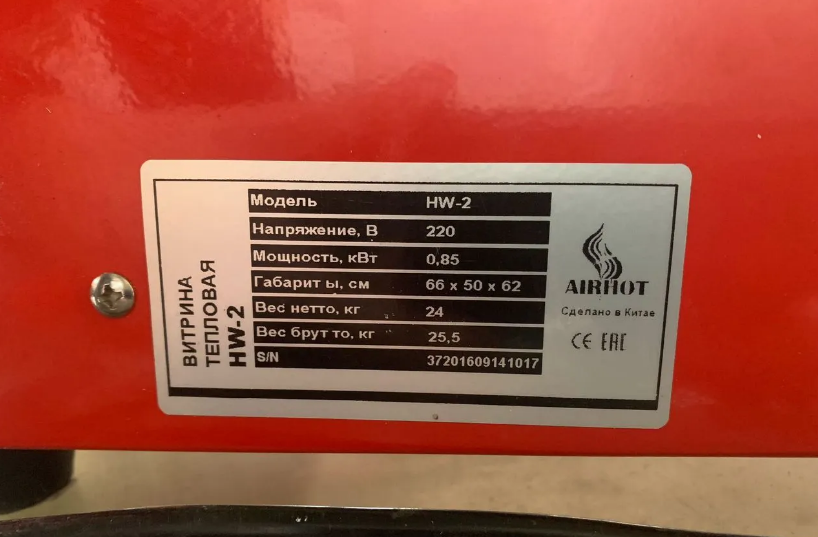 ВИТРИНА
ТЕПЛОВАЯ
HW-2
Модель HW-2
Напряжение, В 220
Мощность, кВт 0,85
Габарит ы, см 66 x 50 x 62
Вес нетто, кг 24
Вес брут то, кг 25,5
S/N 37201609141017
AIRHOT
Сделано в Китае
CE EAC